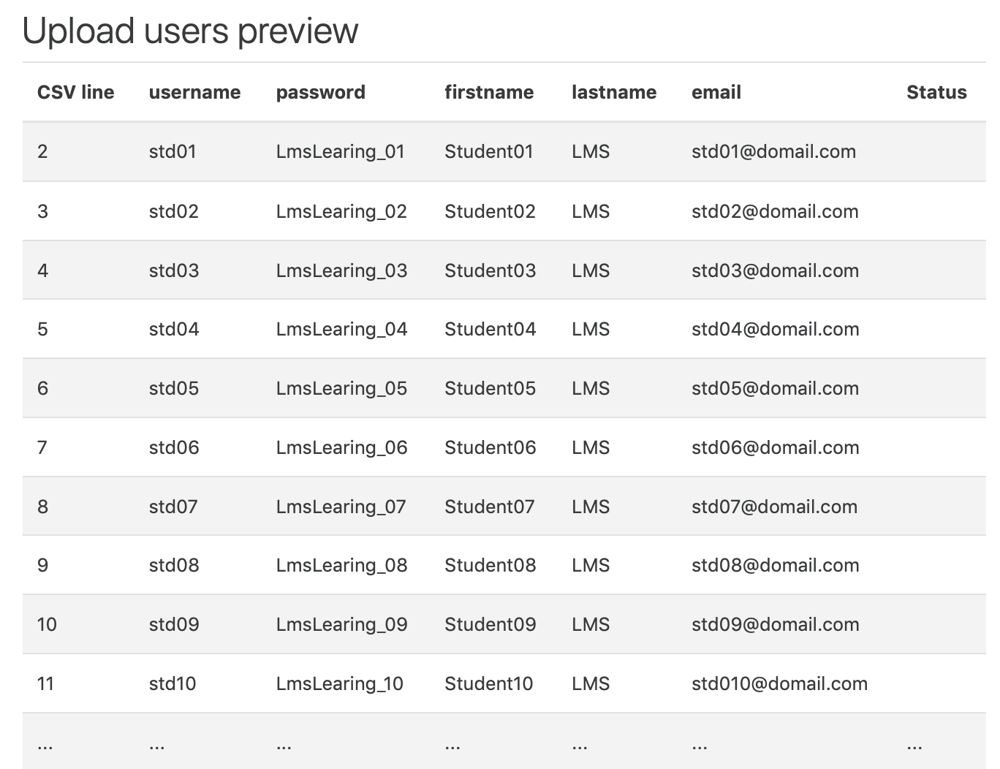 Upload users preview
CSV line username password firstname lastname email Status
2 std01 LmsLearing_01 Student01 LMS std01@domail.com
3 std02 LmsLearing_02 Student02 LMS std02@domail.com
4 std03 LmsLearing_03 Student03 LMS std03@domail.com
5 std04 LmsLearing_04 Student04 LMS std04@domail.com
6 std05 LmsLearing_05 Student05 LMS std05@domail.com
7 std06 LmsLearing_06 Student06 LMS std06@domail.com
8 std07 LmsLearing_07 Student07 LMS std07@domail.com
9 std08 LmsLearing_08 Student08 LMS std08@domail.com
10 std09 LmsLearing_09 Student09 LMS std09@domail.com
11 std10 LmsLearing_10 Student10 LMS std010@domail.com
... ... ... ... ... ... ...